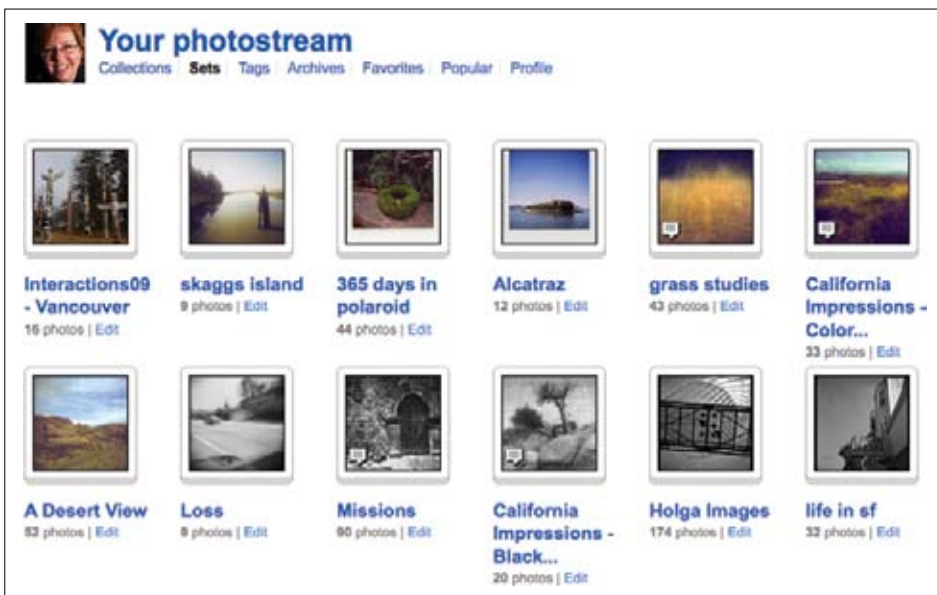 Your photostream
Collections Sets Tags Archives Favorites Popular Profile
Interactions09
- Vancouver
16 photos | Edit
skaggs island
9 photos | Edit
365 days in
polaroid
44 photos | Edit
Alcatraz
12 photos | Edit
grass studies
43 photos | Edit
California
Impressions -
Color...
33 photos | Edit
A Desert View
52 photos | Edit
Loss
8 photos | Edit
Missions
90 photos | Edit
California
Impressions -
Black...
20 photos | Edit
Holga Images
174 photos | Edit
life in sf
32 photos | Edit